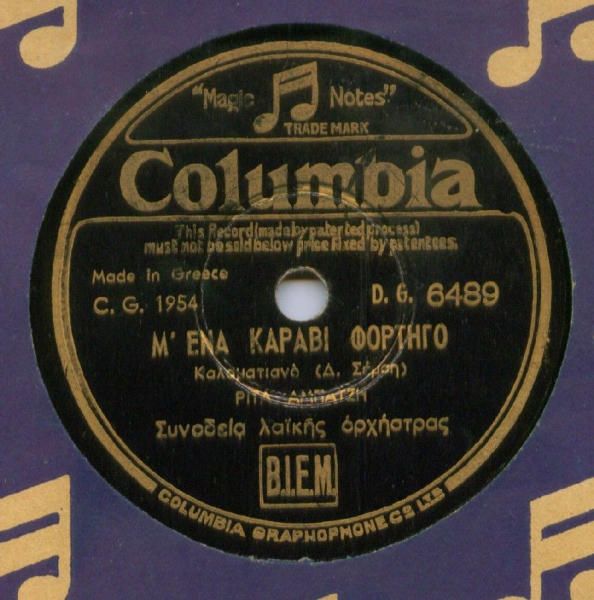 "Magic Notes"
TRADE MARK
Columbia
This Record (made by patented process)
must not be sold below price fixed by patentees.
Made in Greece
C. G. 1954
D. G. 6489
Μ' ΕΝΑ ΚΑΡΑΒΙ ΦΟΡΤΗΓΟ
Καλαματιανό (Δ. Σέμση)
ΡΙΤΑ ΑΜΠΑΤΖΗ
Συνοδεία λαϊκής όρχήστρας
B.I.E.M.
COLUMBIA GRAPHOPHONE Co LTD